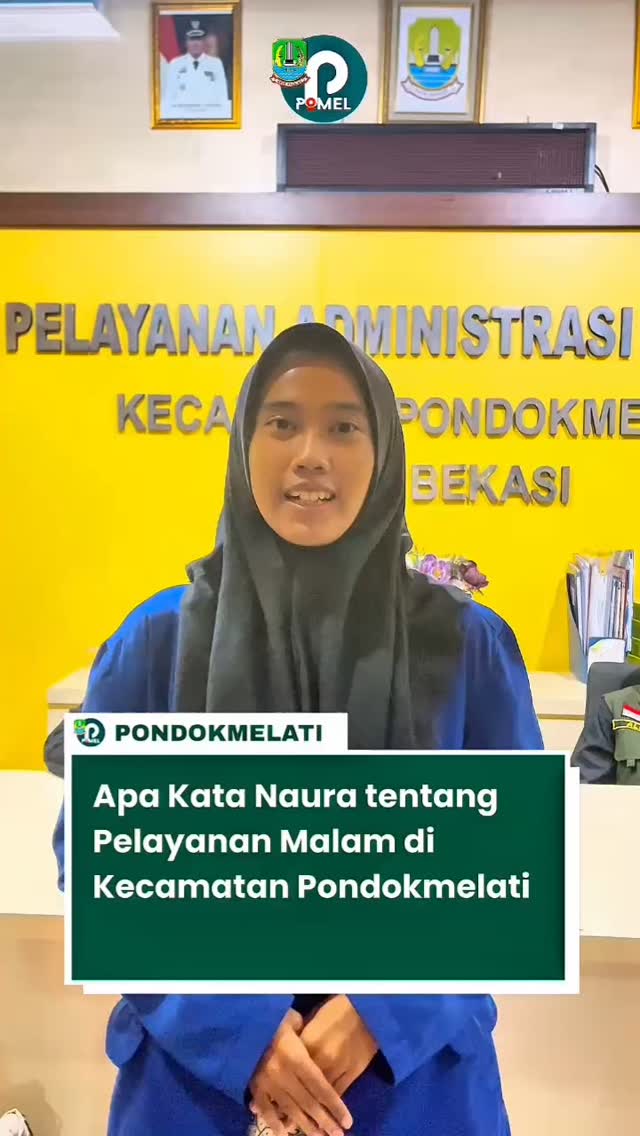 POMEL
PELAYANAN ADMINISTRASI
KECA PONDOKME
BEKASI
PONDOKMELATI
Apa Kata Naura tentang
Pelayanan Malam di
Kecamatan Pondokmelati